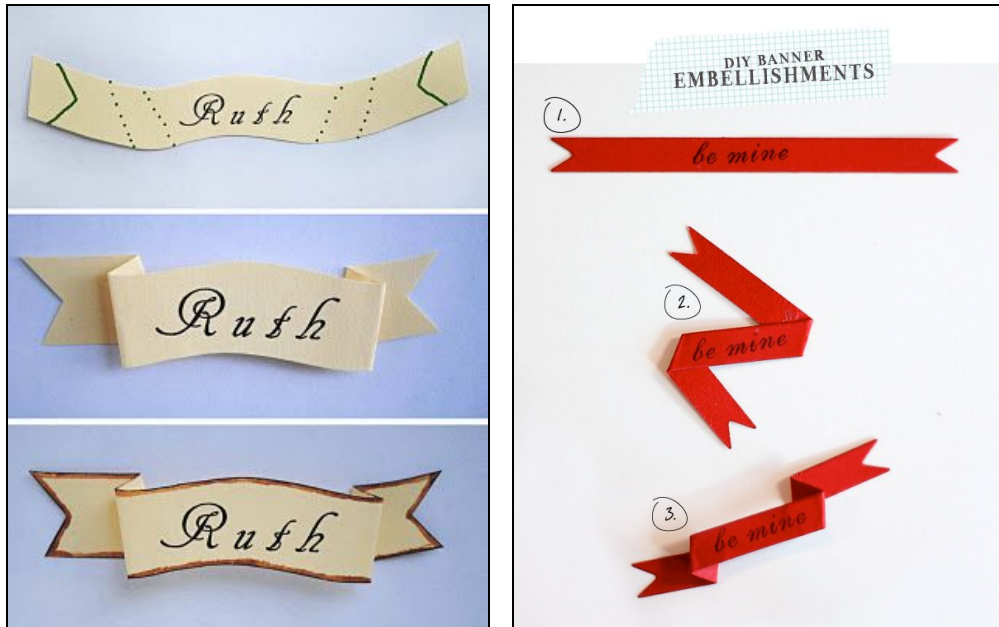 Ruth
Ruth
Ruth
DIY BANNER
EMBELLISHMENTS
1.
be mine
2.
be mine
3.
be mine